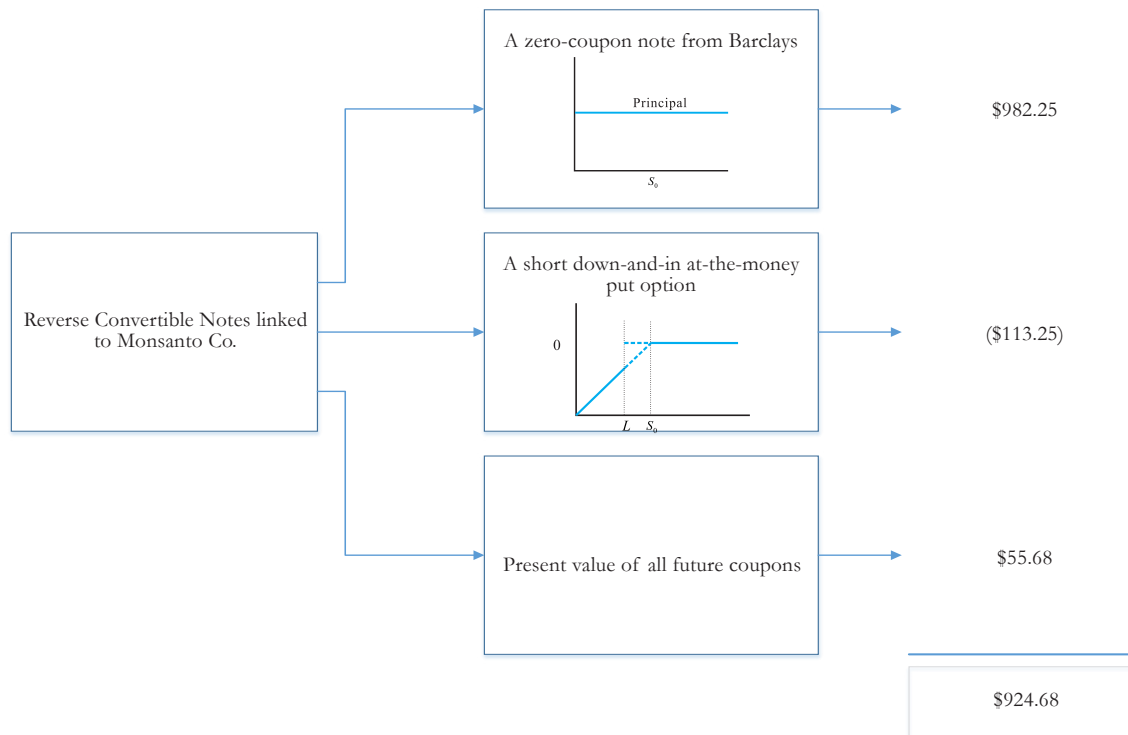 A zero-coupon note from Barclays
Principal
S₀
$982.25
Reverse Convertible Notes linked
to Monsanto Co.
A short down-and-in at-the-money
put option
0
L S₀
($113.25)
Present value of all future coupons
$55.68
$924.68